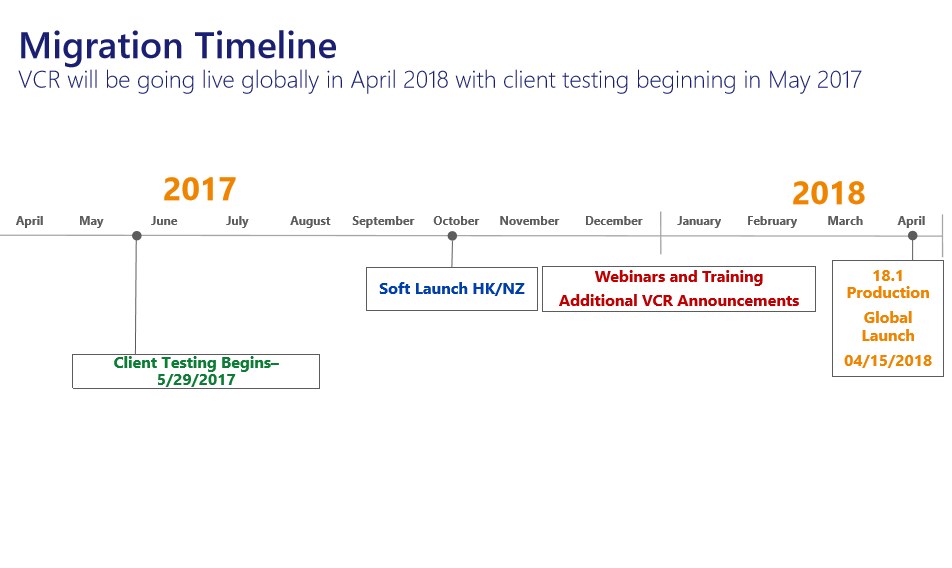 Migration Timeline
VCR will be going live globally in April 2018 with client testing beginning in May 2017
2017
2018
April May June July August September October November December January February March April
Soft Launch HK/NZ
Webinars and Training
Additional VCR Announcements
18.1
Production
Global
Launch
04/15/2018
Client Testing Begins–
5/29/2017